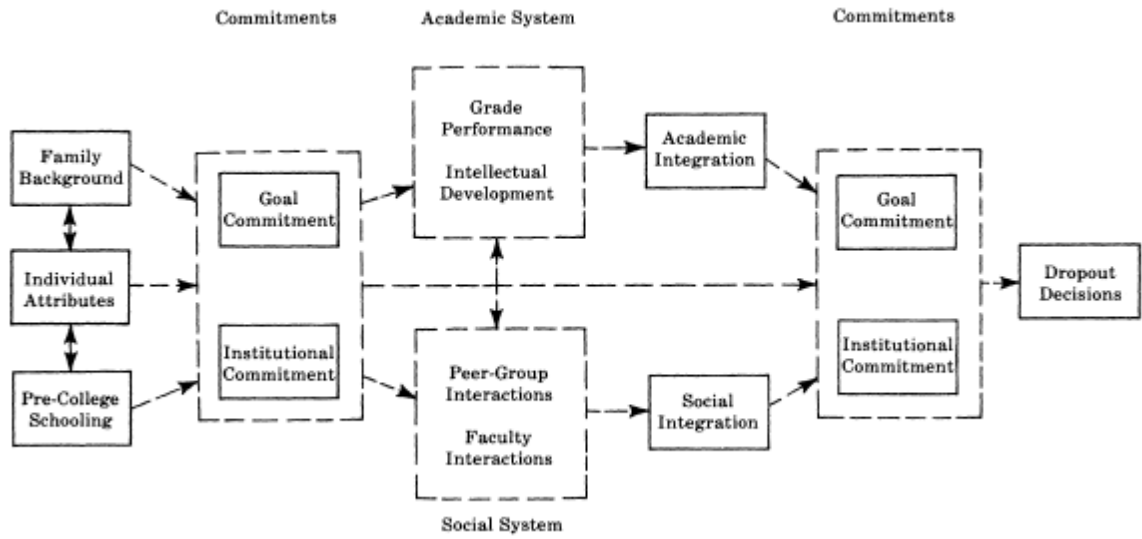 Commitments
Academic System
Commitments
Family
Background
Individual
Attributes
Pre-College
Schooling
Goal
Commitment
Institutional
Commitment
Grade
Performance
Intellectual
Development
Peer-Group
Interactions
Faculty
Interactions
Social System
Academic
Integration
Social
Integration
Goal
Commitment
Institutional
Commitment
Dropout
Decisions